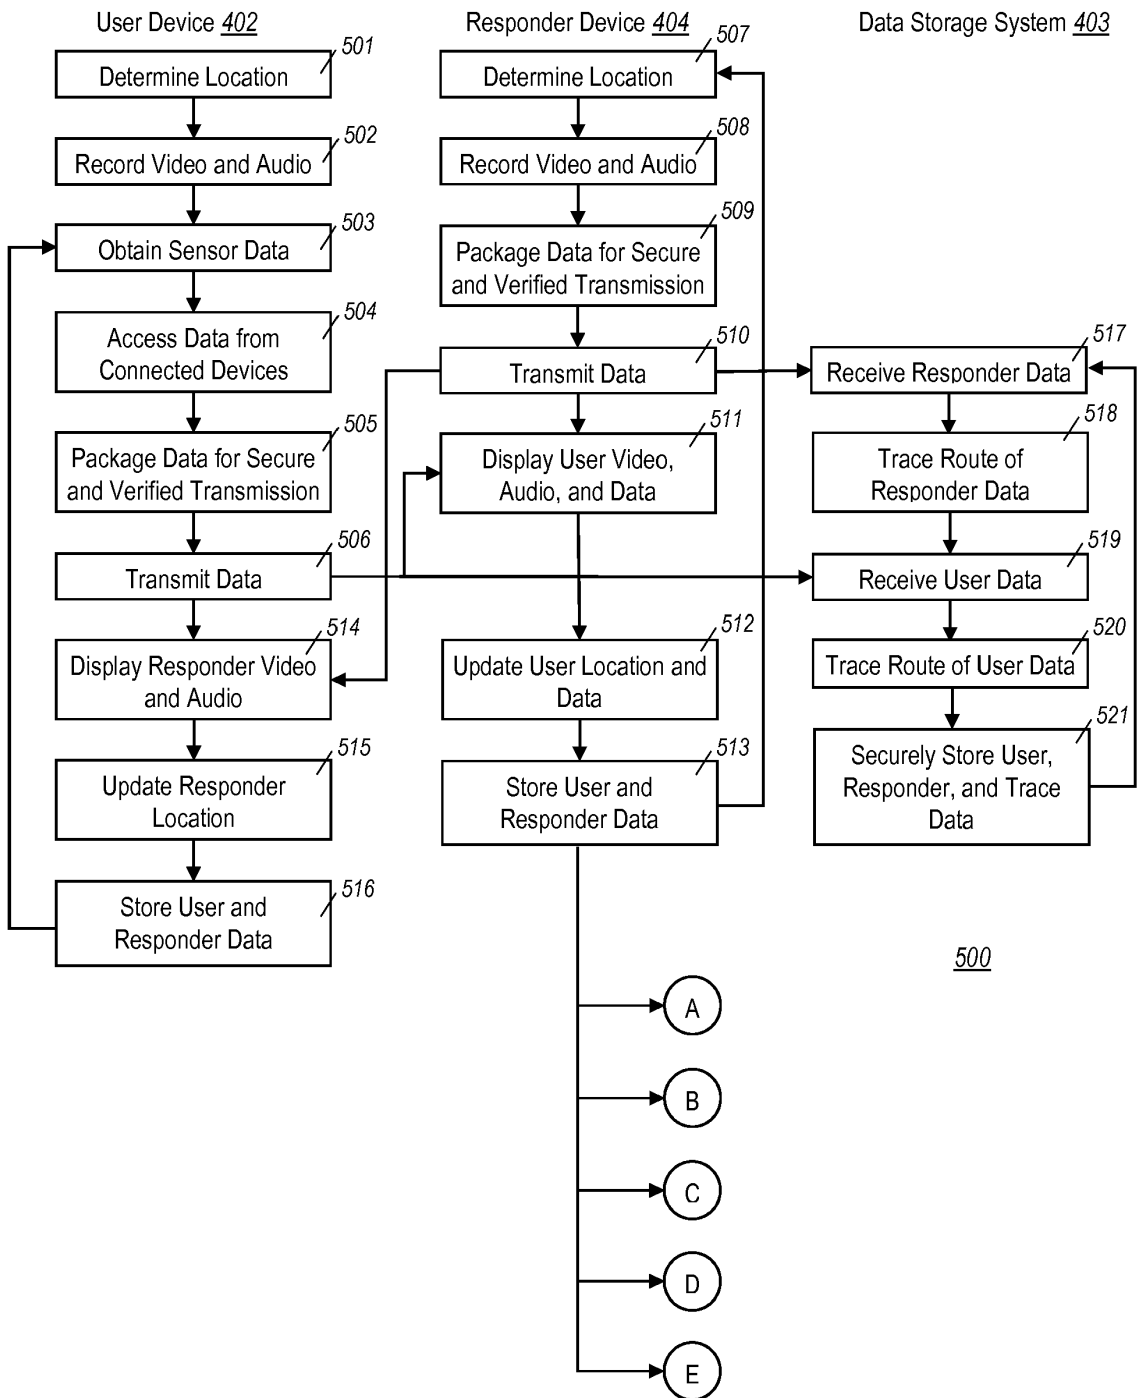 User Device 402
501
Determine Location
502
Record Video and Audio
503
Obtain Sensor Data
504
Access Data from
Connected Devices
505
Package Data for Secure
and Verified Transmission
506
Transmit Data
514
Display Responder Video
and Audio
515
Update Responder
Location
516
Store User and
Responder Data
Responder Device 404
507
Determine Location
508
Record Video and Audio
509
Package Data for Secure
and Verified Transmission
510
Transmit Data
511
Display User Video,
Audio, and Data
512
Update User Location and
Data
513
Store User and
Responder Data
A
B
C
D
E
Data Storage System 403
517
Receive Responder Data
518
Trace Route of
Responder Data
519
Receive User Data
520
Trace Route of User Data
521
Securely Store User,
Responder, and Trace
Data
500